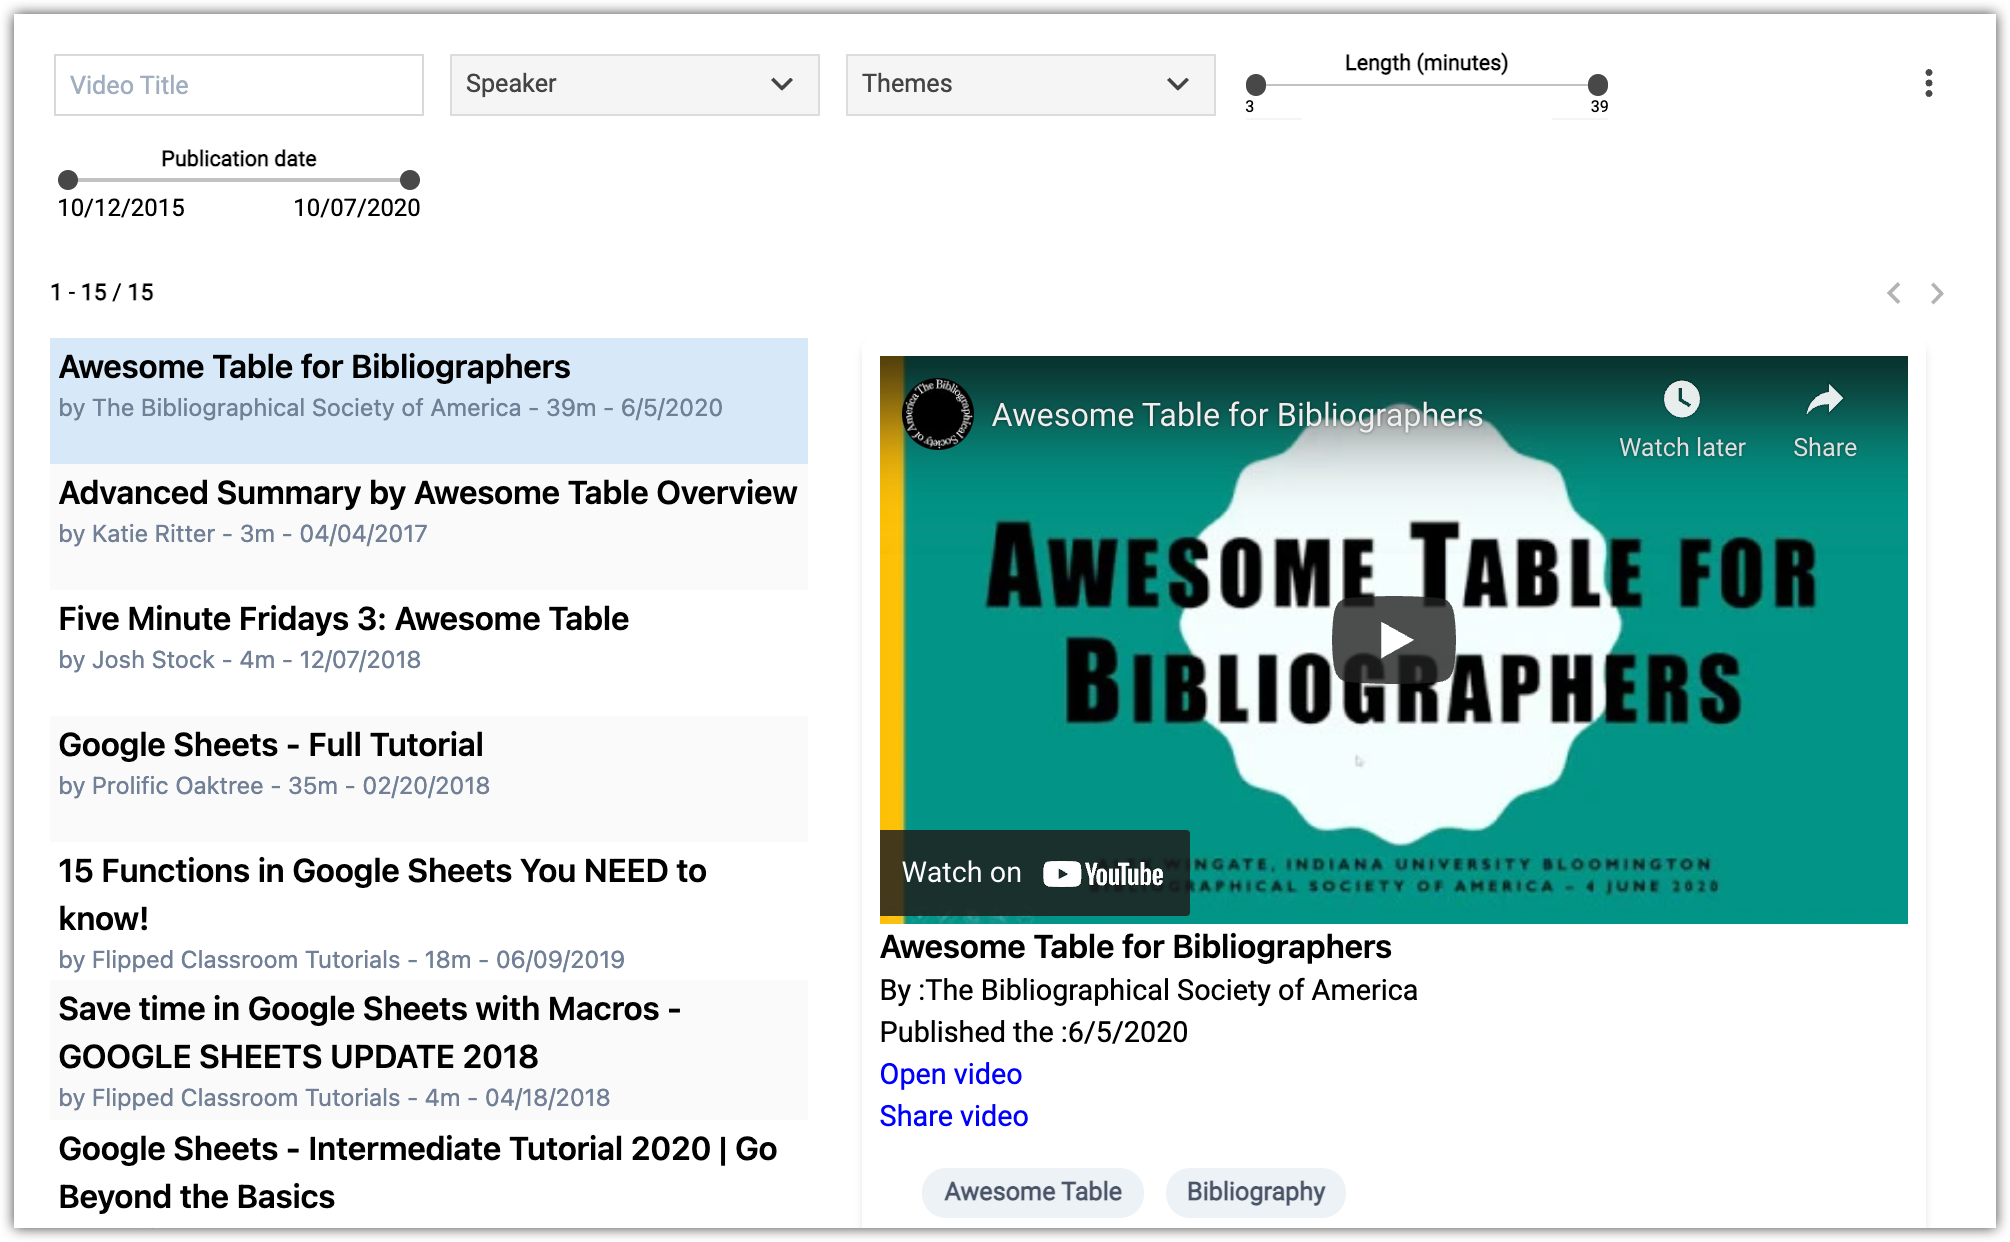 Video Title
Speaker
Themes
Length (minutes)
3
39
Publication date
10/12/2015
10/07/2020
1 - 15 / 15
Awesome Table for Bibliographers
by The Bibliographical Society of America - 39m - 6/5/2020
Advanced Summary by Awesome Table Overview
by Katie Ritter - 3m - 04/04/2017
Five Minute Fridays 3: Awesome Table
by Josh Stock - 4m - 12/07/2018
Google Sheets - Full Tutorial
by Prolific Oaktree - 35m - 02/20/2018
15 Functions in Google Sheets You NEED to
know!
by Flipped Classroom Tutorials - 18m - 06/09/2019
Save time in Google Sheets with Macros -
GOOGLE SHEETS UPDATE 2018
by Flipped Classroom Tutorials - 4m - 04/18/2018
Google Sheets - Intermediate Tutorial 2020 | Go
Beyond the Basics
The Bibliographical Society of America
Awesome Table for Bibliographers
Watch later
Share
AWESOME TABLE FOR
BIBLIOGRAPHERS
WINGATE, INDIANA UNIVERSITY BLOOMINGTON
SOCIETY OF AMERICA – 4 JUNE 2020
Watch on YouTube
Awesome Table for Bibliographers
By :The Bibliographical Society of America
Published the :6/5/2020
Open video
Share video
Awesome Table
Bibliography